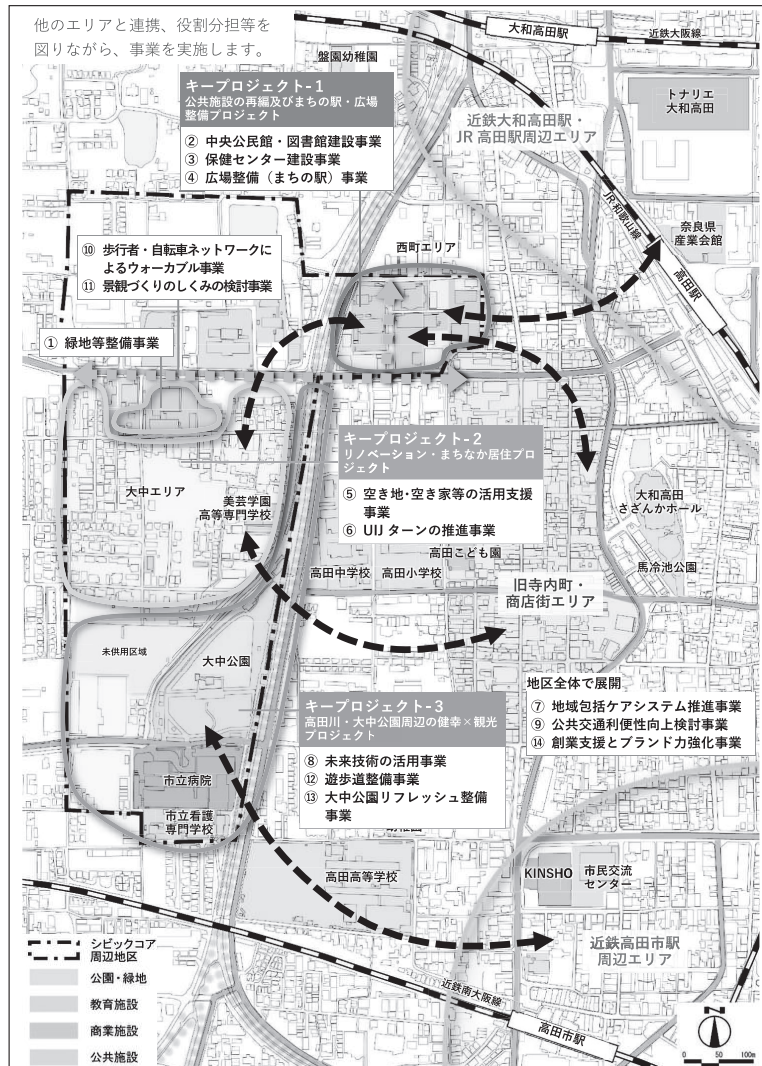 他のエリアと連携、役割分担等を
図りながら、事業を実施します。
盤園幼稚園
大和高田駅
近鉄大阪線
キープロジェクト-1
公共施設の再編及びまちの駅・広場
整備プロジェクト
② 中央公民館・図書館建設事業
③ 保健センター建設事業
④ 広場整備（まちの駅）事業
近鉄大和高田駅・
JR 高田駅周辺エリア
トナリエ
大和高田
JR和歌山線
奈良県
産業会館
高田駅
⑩ 歩行者・自転車ネットワークに
よるウォーカブル事業
⑪ 景観づくりのしくみの検討事業
西町エリア
① 緑地等整備事業
キープロジェクト-2
リノベーション・まちなか居住プロ
ジェクト
⑤ 空き地・空き家等の活用支援
事業
⑥ UIJ ターンの推進事業
大中エリア
美芸学園
高等専門学校
大和高田
さざんかホール
高田こども園
高田中学校
高田小学校
馬冷池公園
旧寺内町・
商店街エリア
未供用区域
大中公園
地区全体で展開
⑦ 地域包括ケアシステム推進事業
⑨ 公共交通利便性向上検討事業
⑭ 創業支援とブランド力強化事業
キープロジェクト-3
高田川・大中公園周辺の健幸×観光
プロジェクト
⑧ 未来技術の活用事業
⑫ 遊歩道整備事業
⑬ 大中公園リフレッシュ整備
事業
市立病院
市立看護
専門学校
高田高等学校
KINSHO
市民交流
センター
近鉄高田市駅
周辺エリア
シビックコア
周辺地区
公園・緑地
教育施設
商業施設
公共施設
近鉄南大阪線
高田市駅
N
0 50 100m